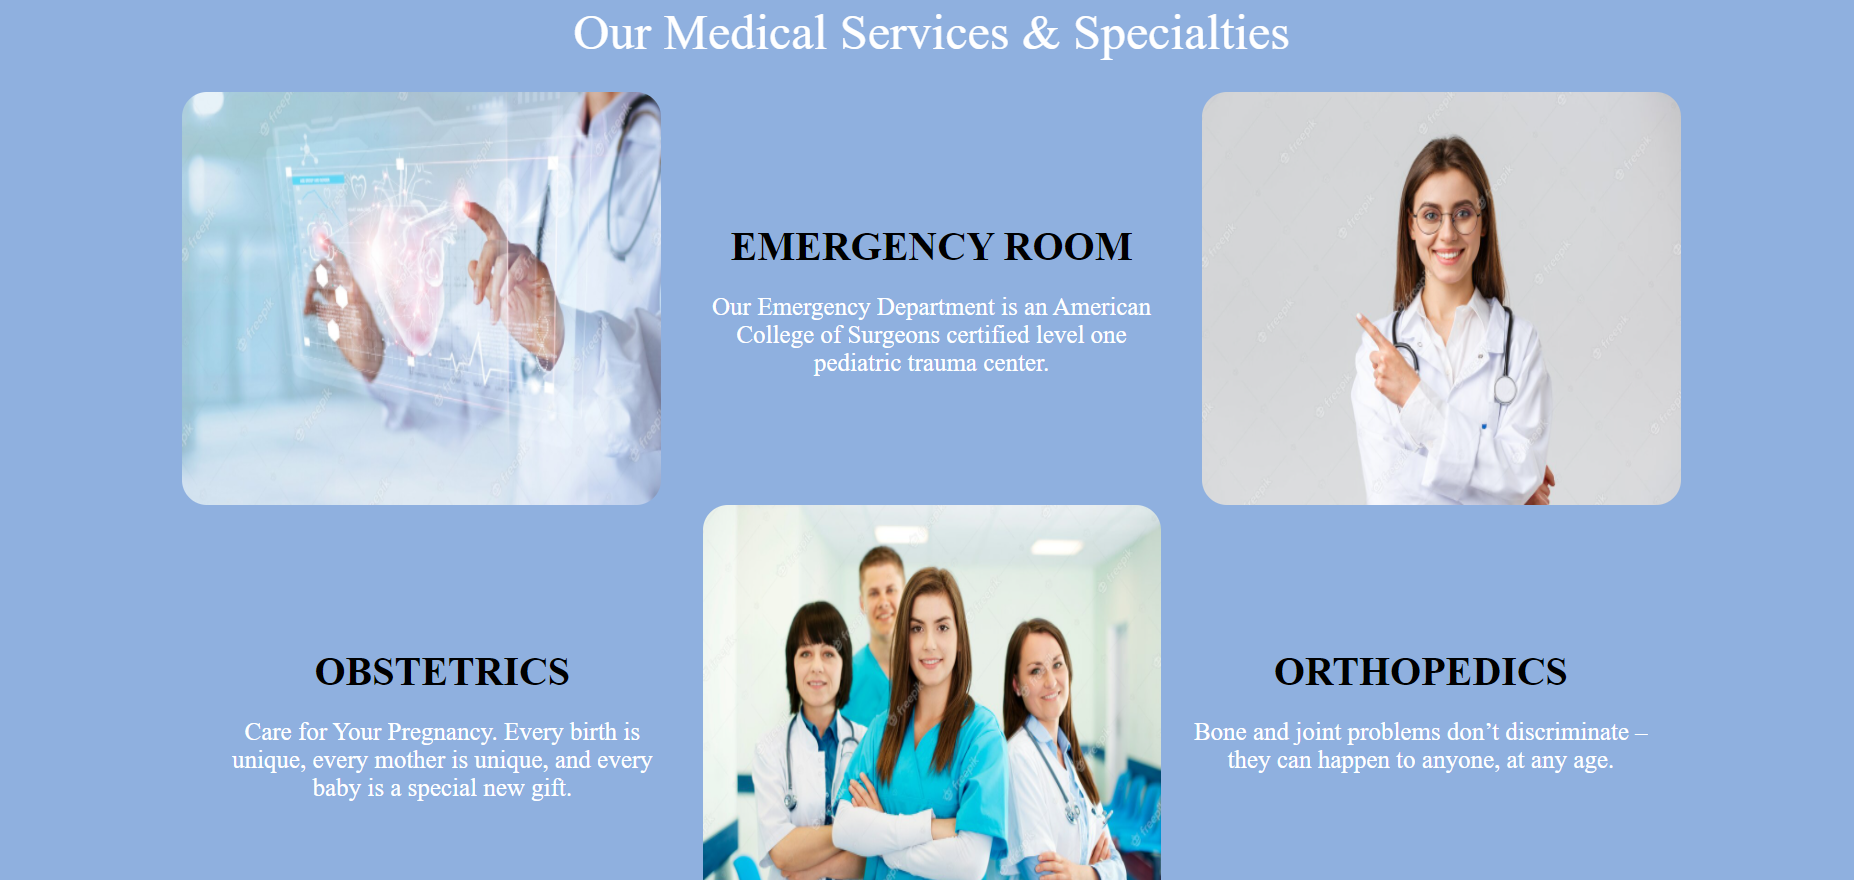 Our Medical Services & Specialties
EMERGENCY ROOM
Our Emergency Department is an American
College of Surgeons certified level one
pediatric trauma center.
OBSTETRICS
Care for Your Pregnancy. Every birth is
unique, every mother is unique, and every
baby is a special new gift.
ORTHOPEDICS
Bone and joint problems don’t discriminate –
they can happen to anyone, at any age.